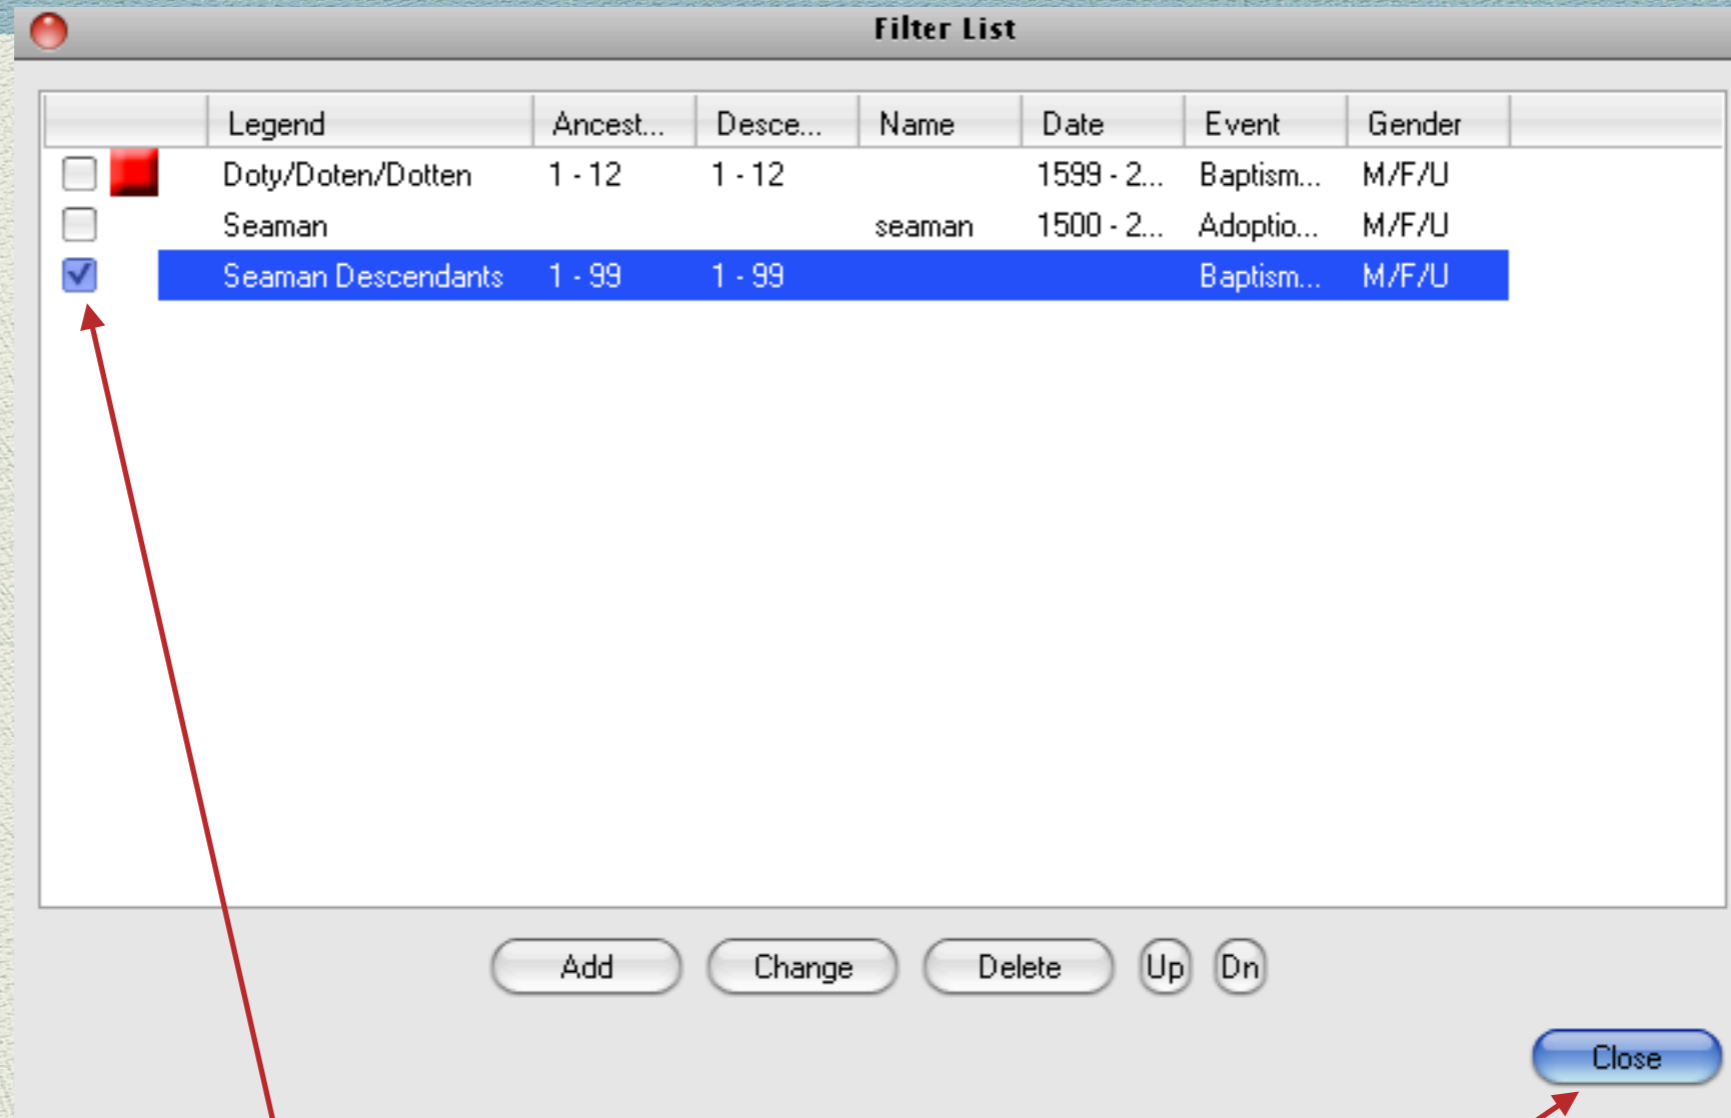 Filter List
Legend Ancest... Desce... Name Date Event Gender
Doty/Doten/Dotten 1 - 12 1 - 12 1599 - 2... Baptism... M/F/U
Seaman seaman 1500 - 2... Adoptio... M/F/U
Seaman Descendants 1 - 99 1 - 99 Baptism... M/F/U
Add Change Delete Up Dn
Close